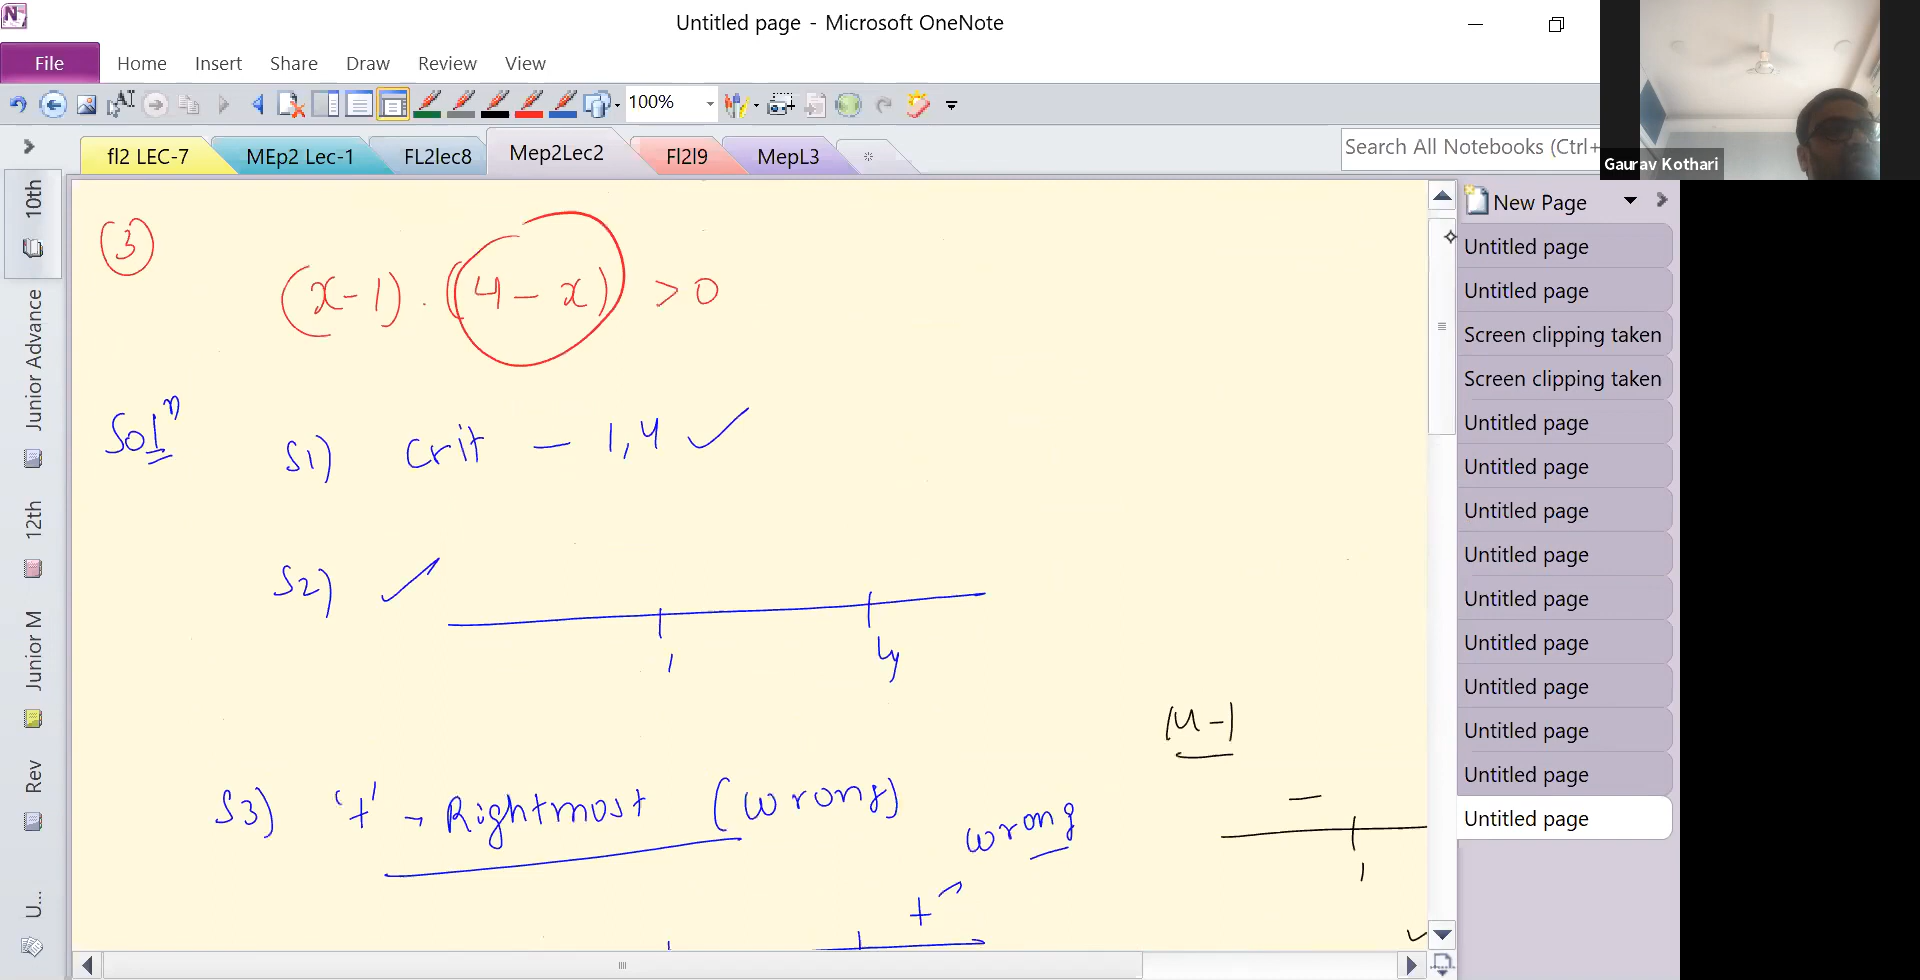 Untitled page - Microsoft OneNote
File Home Insert Share Draw Review View
100%
fl2 LEC-7 MEp2 Lec-1 FL2lec8 Mep2Lec2 Fl2l9 MepL3
Search All Notebooks (Ctrl+
Gaurav Kothari
10th
Junior Advance
12th
Junior M
Rev
U...
(3)
(x-1) . (4-x) > 0
Solⁿ
S1) Crit - 1, 4 ✓
S2) ✓
1 4
S3) '+' → Rightmost (wrong)
wrong
+
M-1
-
1
New Page
Untitled page
Untitled page
Screen clipping taken
Screen clipping taken
Untitled page
Untitled page
Untitled page
Untitled page
Untitled page
Untitled page
Untitled page
Untitled page
Untitled page
Untitled page